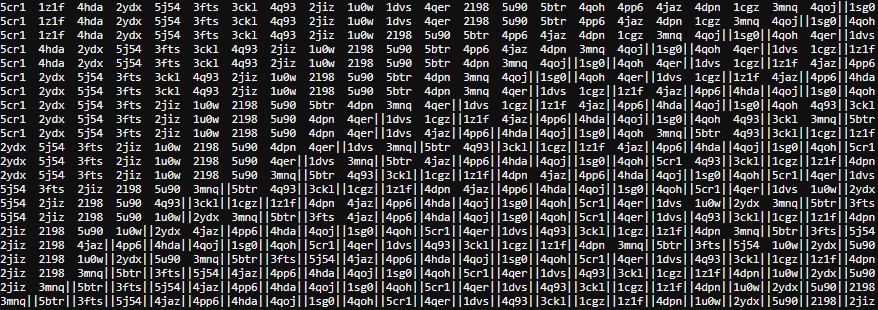 5cr1 1z1f 4hda 2ydx 5j54 3fts 3ckl 4q93 2jiz 1u0w 1dvs 4qer 2198 5u90 5btr 4qoh 4pp6 4jaz 4dpn 1cgz 3mnq 4qoj||1sg0
5cr1 1z1f 4hda 2ydx 5j54 3fts 3ckl 4q93 2jiz 1u0w 1dvs 4qer 2198 5u90 5btr 4pp6 4jaz 4dpn 1cgz 3mnq 4qoj||1sg0||4qoh
5cr1 1z1f 4hda 2ydx 5j54 3fts 3ckl 4q93 2jiz 1u0w 2198 5u90 5btr 4pp6 4jaz 4dpn 1cgz 3mnq 4qoj||1sg0||4qoh 4qer||1dvs
5cr1 4hda 2ydx 5j54 3fts 3ckl 4q93 2jiz 1u0w 2198 5u90 5btr 4pp6 4jaz 4dpn 3mnq 4qoj||1sg0||4qoh 4qer||1dvs 1cgz||1z1f
5cr1 4hda 2ydx 5j54 3fts 3ckl 4q93 2jiz 1u0w 2198 5u90 5btr 4dpn 3mnq 4qoj||1sg0||4qoh 4qer||1dvs 1cgz||1z1f 4jaz||4pp6
5cr1 2ydx 5j54 3fts 3ckl 4q93 2jiz 1u0w 2198 5u90 5btr 4dpn 3mnq 4qoj||1sg0||4qoh 4qer||1dvs 1cgz||1z1f 4jaz||4pp6||4hda
5cr1 2ydx 5j54 3fts 3ckl 4q93 2jiz 1u0w 2198 5u90 5btr 4dpn 3mnq 4qer||1dvs 1cgz||1z1f 4jaz||4pp6||4hda||4qoj||1sg0||4qoh
5cr1 2ydx 5j54 3fts 2jiz 1u0w 2198 5u90 5btr 4dpn 3mnq 4qer||1dvs 1cgz||1z1f 4jaz||4pp6||4hda||4qoj||1sg0||4qoh 4q93||3ckl
5cr1 2ydx 5j54 3fts 2jiz 1u0w 2198 5u90 4dpn 4qer||1dvs 1cgz||1z1f 4jaz||4pp6||4hda||4qoj||1sg0||4qoh 4q93||3ckl 3mnq||5btr
5cr1 2ydx 5j54 3fts 2jiz 1u0w 2198 5u90 4dpn 4qer||1dvs 4jaz||4pp6||4hda||4qoj||1sg0||4qoh 3mnq||5btr 4q93||3ckl||1cgz||1z1f
2ydx 5j54 3fts 2jiz 1u0w 2198 5u90 4dpn 4qer||1dvs 3mnq||5btr 4q93||3ckl||1cgz||1z1f 4jaz||4pp6||4hda||4qoj||1sg0||4qoh||5cr1
2ydx 5j54 3fts 2jiz 1u0w 2198 5u90 4qer||1dvs 3mnq||5btr 4jaz||4pp6||4hda||4qoj||1sg0||4qoh||5cr1 4q93||3ckl||1cgz||1z1f||4dpn
2ydx 5j54 3fts 2jiz 1u0w 2198 5u90 3mnq||5btr 4q93||3ckl||1cgz||1z1f||4dpn 4jaz||4pp6||4hda||4qoj||1sg0||4qoh||5cr1||4qer||1dvs
5j54 3fts 2jiz 2198 5u90 3mnq||5btr 4q93||3ckl||1cgz||1z1f||4dpn 4jaz||4pp6||4hda||4qoj||1sg0||4qoh||5cr1||4qer||1dvs 1u0w||2ydx
5j54 2jiz 2198 5u90 4q93||3ckl||1cgz||1z1f||4dpn 4jaz||4pp6||4hda||4qoj||1sg0||4qoh||5cr1||4qer||1dvs 1u0w||2ydx 3mnq||5btr||3fts
5j54 2jiz 2198 5u90 1u0w||2ydx 3mnq||5btr||3fts 4jaz||4pp6||4hda||4qoj||1sg0||4qoh||5cr1||4qer||1dvs||4q93||3ckl||1cgz||1z1f||4dpn
2jiz 2198 5u90 1u0w||2ydx 4jaz||4pp6||4hda||4qoj||1sg0||4qoh||5cr1||4qer||1dvs||4q93||3ckl||1cgz||1z1f||4dpn 3mnq||5btr||3fts||5j54
2jiz 2198 4jaz||4pp6||4hda||4qoj||1sg0||4qoh||5cr1||4qer||1dvs||4q93||3ckl||1cgz||1z1f||4dpn 3mnq||5btr||3fts||5j54 1u0w||2ydx||5u90
2jiz 2198 1u0w||2ydx||5u90 3mnq||5btr||3fts||5j54||4jaz||4pp6||4hda||4qoj||1sg0||4qoh||5cr1||4qer||1dvs||4q93||3ckl||1cgz||1z1f||4dpn
2jiz 2198 3mnq||5btr||3fts||5j54||4jaz||4pp6||4hda||4qoj||1sg0||4qoh||5cr1||4qer||1dvs||4q93||3ckl||1cgz||1z1f||4dpn||1u0w||2ydx||5u90
2jiz 3mnq||5btr||3fts||5j54||4jaz||4pp6||4hda||4qoj||1sg0||4qoh||5cr1||4qer||1dvs||4q93||3ckl||1cgz||1z1f||4dpn||1u0w||2ydx||5u90||2198
3mnq||5btr||3fts||5j54||4jaz||4pp6||4hda||4qoj||1sg0||4qoh||5cr1||4qer||1dvs||4q93||3ckl||1cgz||1z1f||4dpn||1u0w||2ydx||5u90||2198||2jiz